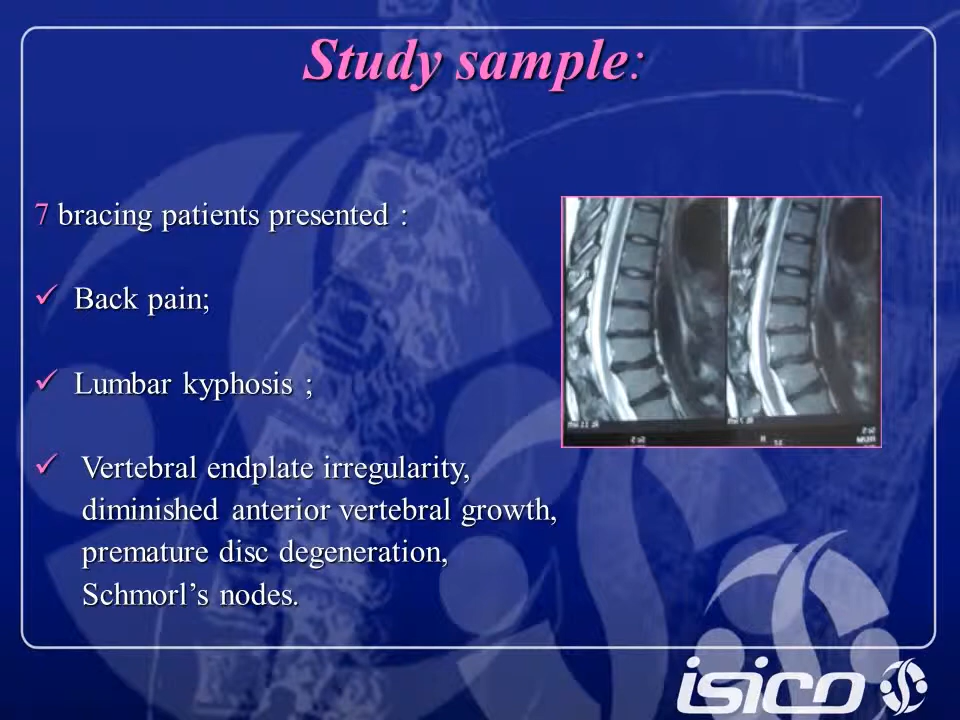 Study sample:
7 bracing patients presented :
✓ Back pain;
✓ Lumbar kyphosis ;
✓ Vertebral endplate irregularity,
diminished anterior vertebral growth,
premature disc degeneration,
Schmorl's nodes.
isico